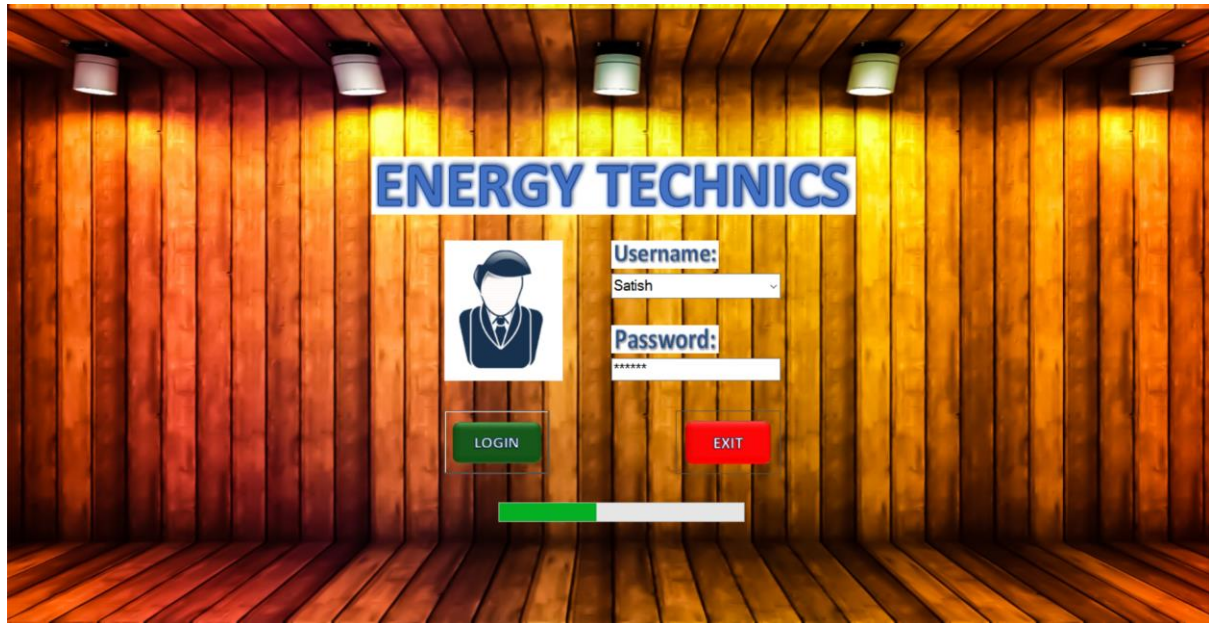 ENERGY TECHNICS
Username:
Satish
Password:
******
LOGIN
EXIT